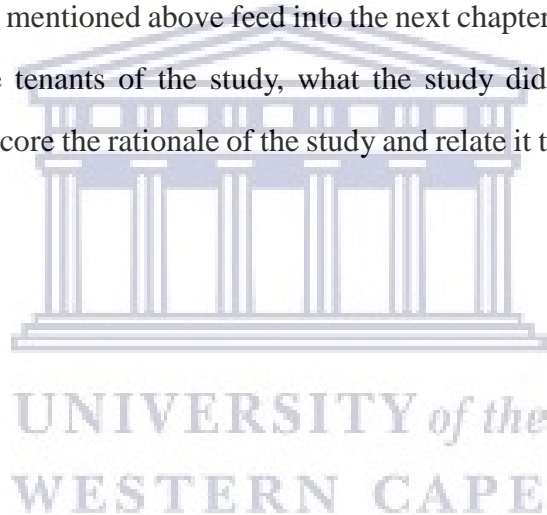 mentioned above feed into the next chapter
tenants of the study, what the study did
core the rationale of the study and relate it t
UNIVERSITY of the
WESTERN CAPE